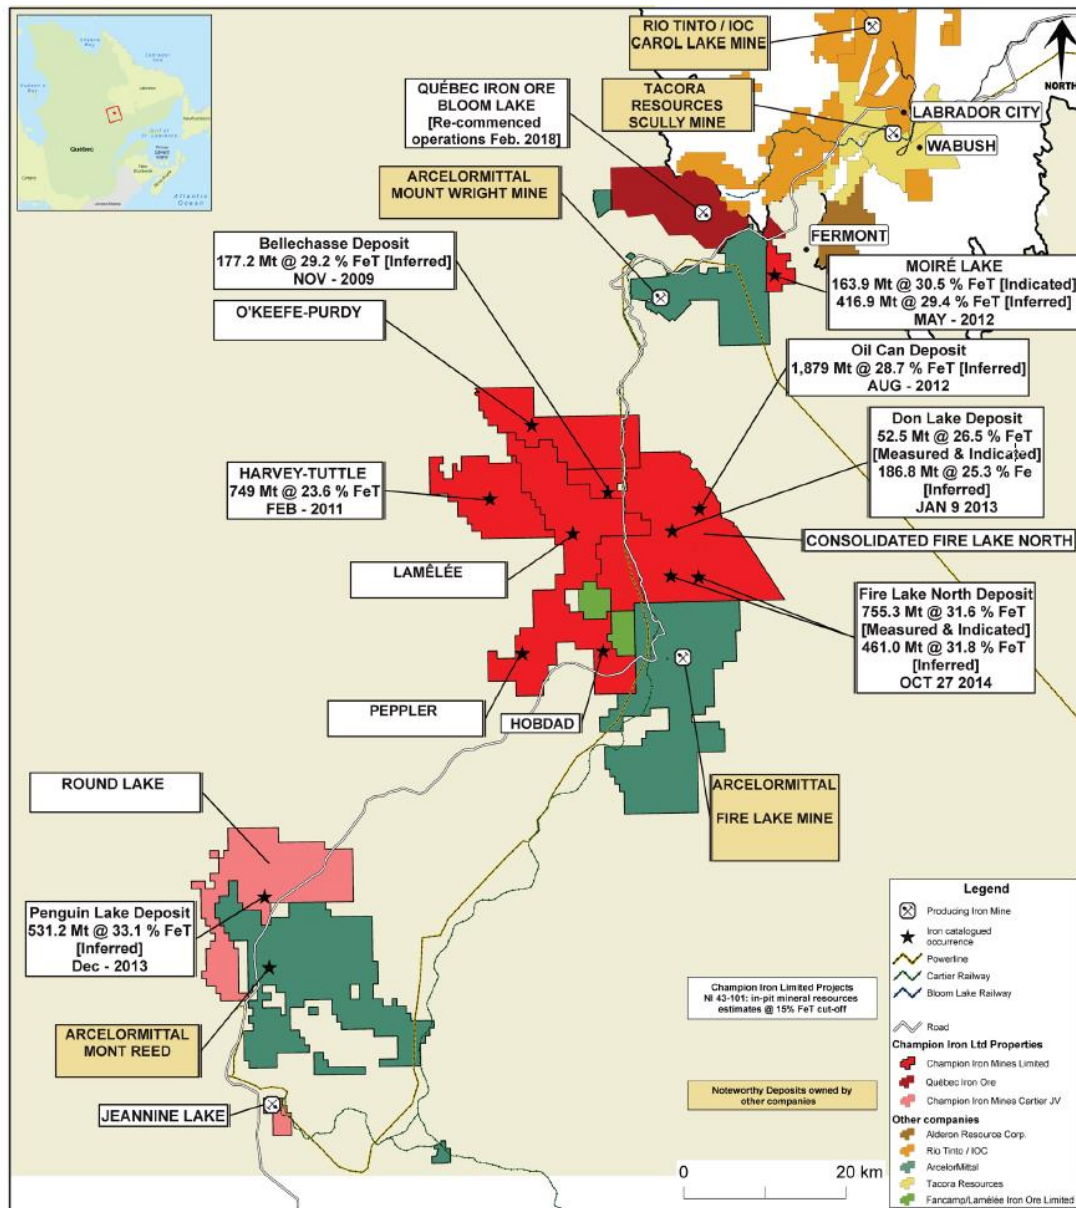 RIO TINTO / IOC
CAROL LAKE MINE
NORTH
QUÉBEC IRON ORE
BLOOM LAKE
[Re-commenced
operations Feb. 2018]
TACORA
RESOURCES
SCULLY MINE
LABRADOR CITY
WABUSH
ARCELORMITTAL
MOUNT WRIGHT MINE
FERMONT
Bellechasse Deposit
177.2 Mt @ 29.2 % FeT [Inferred]
NOV - 2009
MOIRÉ LAKE
163.9 Mt @ 30.5 % FeT [Indicated]
416.9 Mt @ 29.4 % FeT [Inferred]
MAY - 2012
O'KEEFE-PURDY
Oil Can Deposit
1,879 Mt @ 28.7 % FeT [Inferred]
AUG - 2012
Don Lake Deposit
52.5 Mt @ 26.5 % FeT
[Measured & Indicated]
186.8 Mt @ 25.3 % Fe
[Inferred]
JAN 9 2013
HARVEY-TUTTLE
749 Mt @ 23.6 % FeT
FEB - 2011
CONSOLIDATED FIRE LAKE NORTH
LAMÊLÉE
Fire Lake North Deposit
755.3 Mt @ 31.6 % FeT
[Measured & Indicated]
461.0 Mt @ 31.8 % FeT
[Inferred]
OCT 27 2014
PEPPLER
HOBDAD
ROUND LAKE
ARCELORMITTAL
FIRE LAKE MINE
Penguin Lake Deposit
531.2 Mt @ 33.1 % FeT
[Inferred]
Dec - 2013
ARCELORMITTAL
MONT REED
JEANNINE LAKE
Champion Iron Limited Projects
NI 43-101: in-pit mineral resources
estimates @ 15% FeT cut-off
Noteworthy Deposits owned by
other companies
0 20 km
Legend
Producing Iron Mine
Iron catalogued
occurrence
Powerline
Cartier Railway
Bloom Lake Railway
Road
Champion Iron Ltd Properties
Champion Iron Mines Limited
Québec Iron Ore
Champion Iron Mines Cartier JV
Other companies
Alderon Resource Corp.
Rio Tinto / IOC
ArcelorMittal
Tacora Resources
Fancamp/Lamêlée Iron Ore Limited
Québec
Atlantic
Ocean